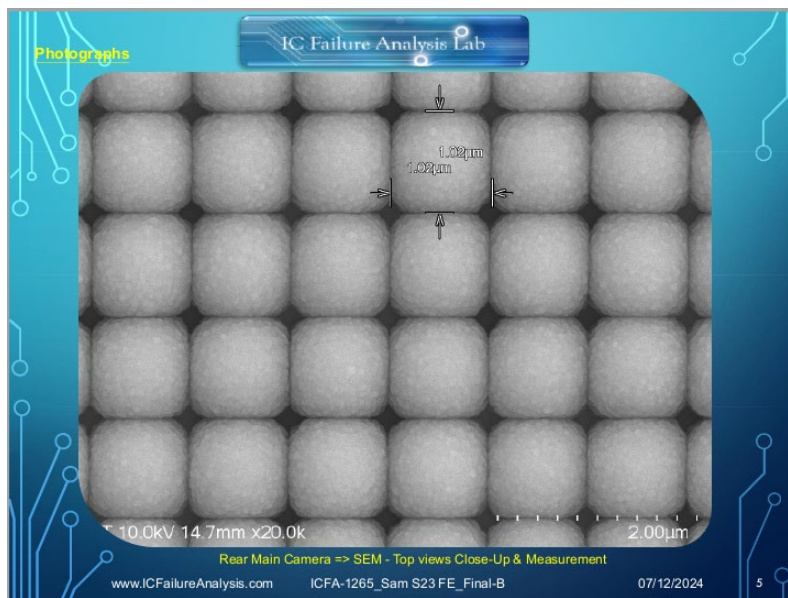 IC Failure Analysis Lab
Photographs
1.02µm
1.02µm
10.0kV 14.7mm x20.0k
2.00µm
Rear Main Camera => SEM - Top views Close-Up & Measurement
www.ICFailureAnalysis.com
ICFA-1265_Sam S23 FE_Final-B
07/12/2024
5